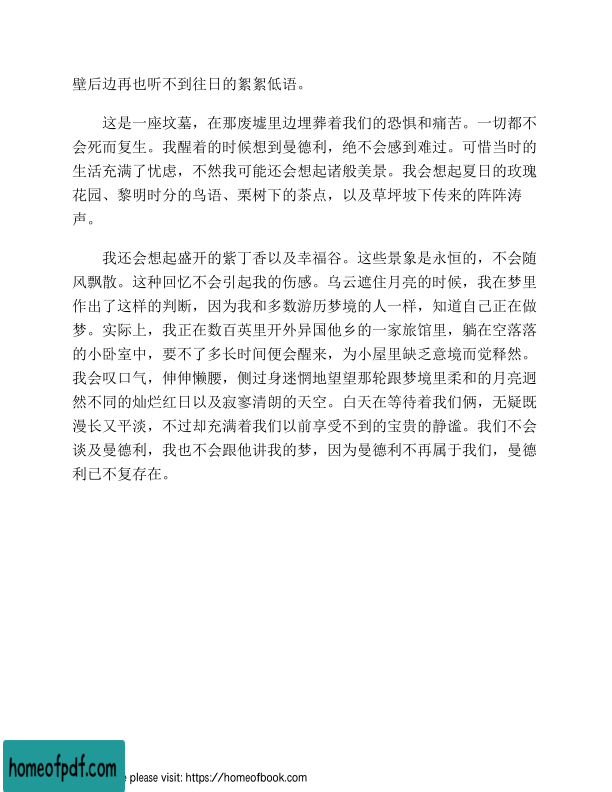 壁后边再也听不到往日的絮絮低语。
这是一座坟墓，在那废墟里边埋葬着我们的恐惧和痛苦。一切都不
会死而复生。我醒着的时候想到曼德利，绝不会感到难过。可惜当时的
生活充满了忧虑，不然我可能还会想起诸般美景。我会想起夏日的玫瑰
花园、黎明时分的鸟语、栗树下的茶点，以及草坪坡下传来的阵阵涛
声。
我还会想起盛开的紫丁香以及幸福谷。这些景象是永恒的，不会随
风飘散。这种回忆不会引起我的伤感。乌云遮住月亮的时候，我在梦里
作出了这样的判断，因为我和多数游历梦境的人一样，知道自己正在做
梦。实际上，我正在数百英里开外异国他乡的一家旅馆里，躺在空落落
的小卧室中，要不了多长时间便会醒来，为小屋里缺乏意境而觉释然。
我会叹口气，伸伸懒腰，侧过身迷惘地望望那轮跟梦境里柔和的月亮迥
然不同的灿烂红日以及寂寥清朗的天空。白天在等待着我们俩，无疑既
漫长又平淡，不过却充满着我们以前享受不到的宝贵的静谧。我们不会
谈及曼德利，我也不会跟他讲我的梦，因为曼德利不再属于我们，曼德
利已不复存在。
homeofpdf.com
e please visit: https://homeofbook.com